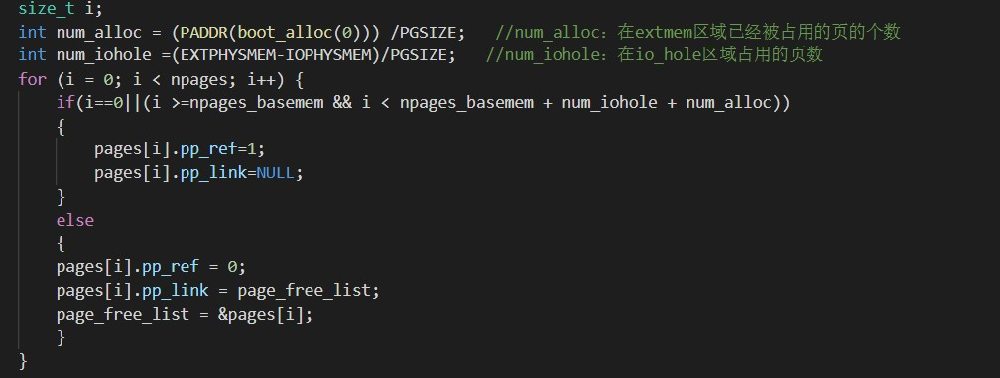 size_t i;
int num_alloc = (PADDR(boot_alloc(0))) /PGSIZE;   //num_alloc：在extmem区域已经被占用的页的个数
int num_iohole =(EXTPHYSMEM-IOPHYSMEM)/PGSIZE;   //num_iohole：在io_hole区域占用的页数
for (i = 0; i < npages; i++) {
    if(i==0||(i >=npages_basemem && i < npages_basemem + num_iohole + num_alloc))
    {
        pages[i].pp_ref=1;
        pages[i].pp_link=NULL;
    }
    else
    {
    pages[i].pp_ref = 0;
    pages[i].pp_link = page_free_list;
    page_free_list = &pages[i];
    }
}